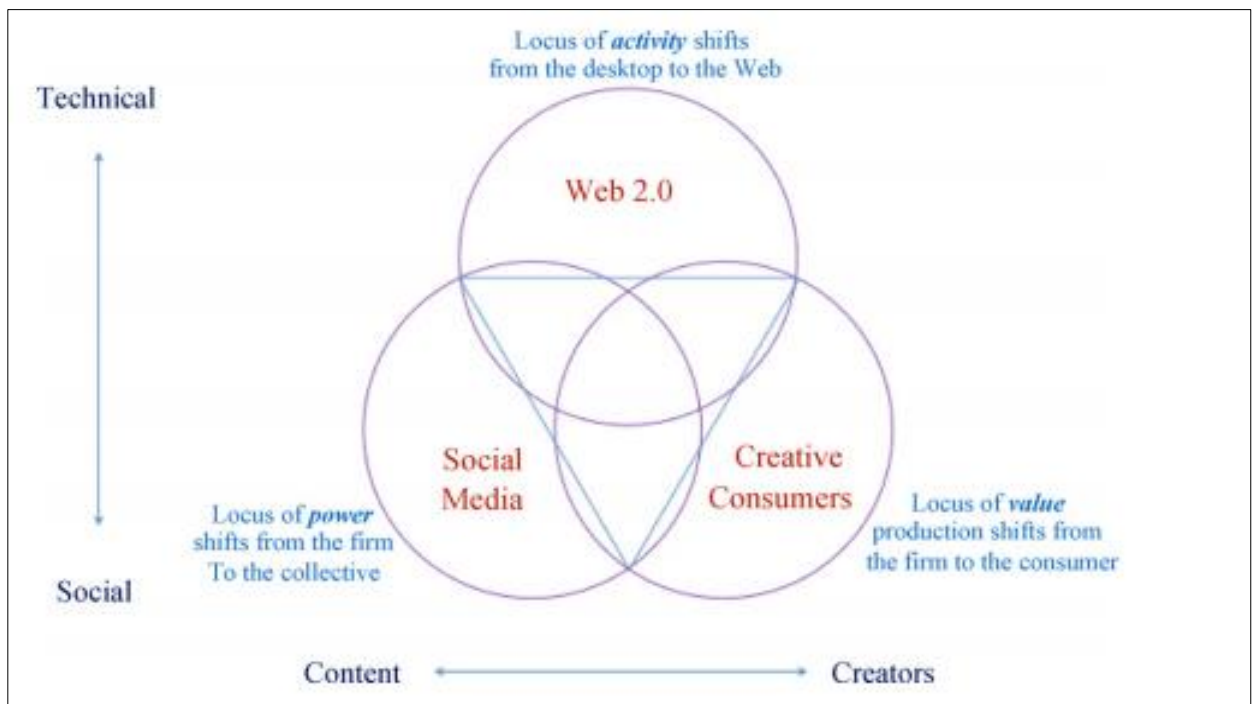 Locus of activity shifts
from the desktop to the Web
Technical
Web 2.0
Social
Media
Creative
Consumers
Locus of power
shifts from the firm
To the collective
Locus of value
production shifts from
the firm to the consumer
Social
Content
Creators